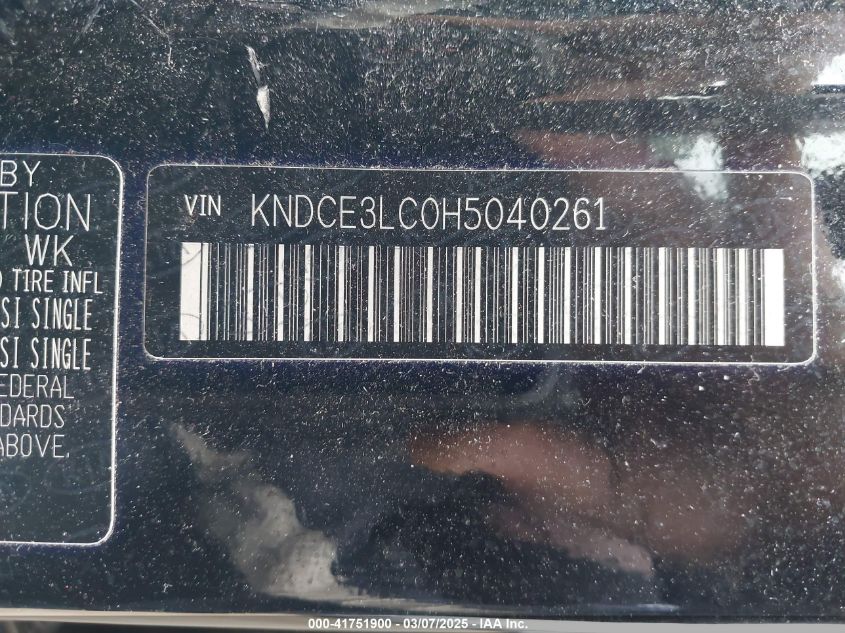 BY
TION
WK
TIRE INFL
SI SINGLE
SI SINGLE
EDERAL
DARDS
ABOVE.
VIN KNDCE3LC0H5040261
000-41751900 - 03/07/2025 - IAA Inc.